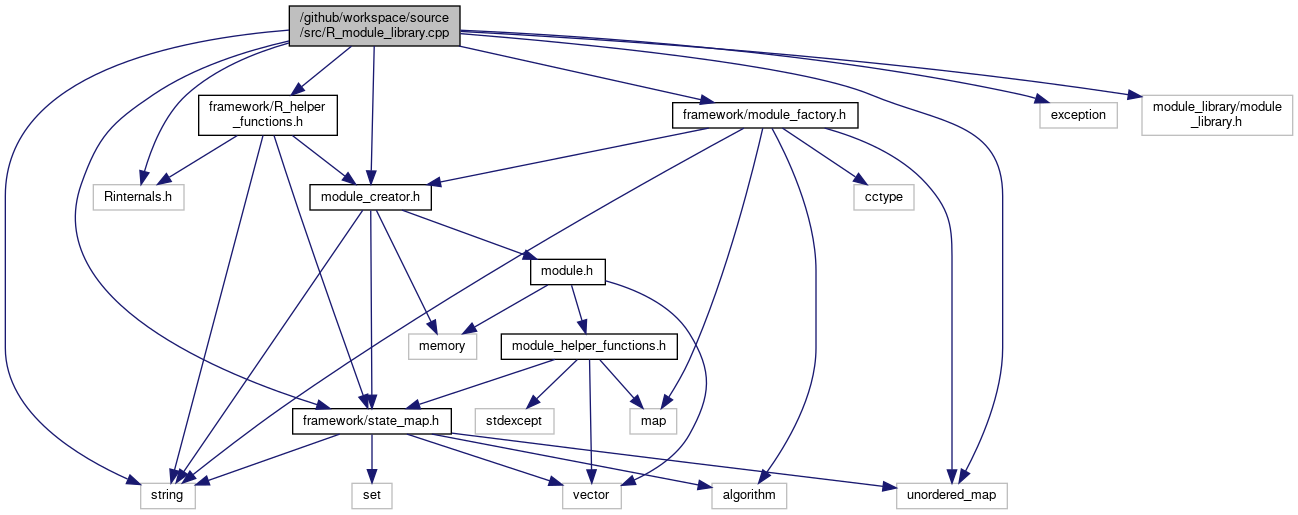 /github/workspace/source
/src/R_module_library.cpp
framework/R_helper
_functions.h
framework/module_factory.h
exception
module_library/module
_library.h
Rinternals.h
module_creator.h
cctype
module.h
memory
module_helper_functions.h
framework/state_map.h
stdexcept
map
string
set
vector
algorithm
unordered_map